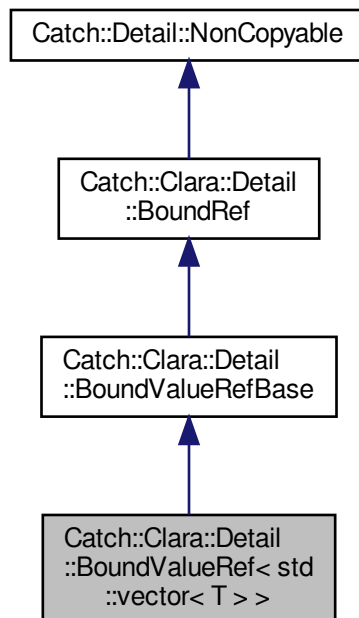 Catch::Detail::NonCopyable
Catch::Clara::Detail
::BoundRef
Catch::Clara::Detail
::BoundValueRefBase
Catch::Clara::Detail
::BoundValueRef< std
::vector< T > >